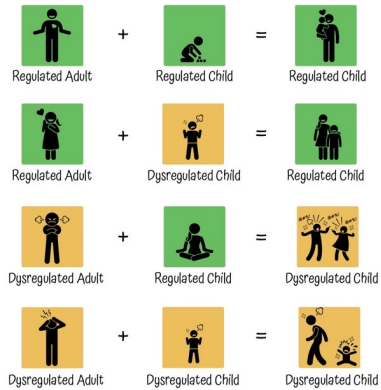 Regulated Adult + Regulated Child = Regulated Child
Regulated Adult + Dysregulated Child = Regulated Child
Dysregulated Adult + Regulated Child = Dysregulated Child
Dysregulated Adult + Dysregulated Child = Dysregulated Child